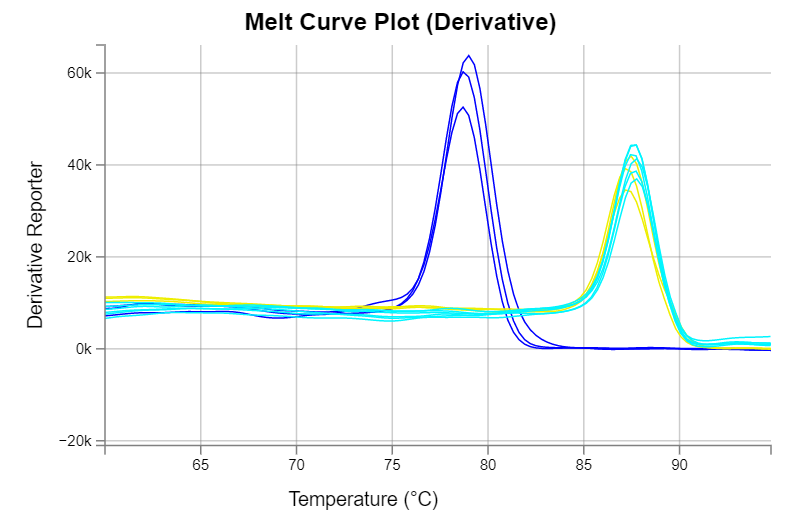 Melt Curve Plot (Derivative)
60k
40k
20k
0k
−20k
Derivative Reporter
65
70
75
80
85
90
Temperature (°C)